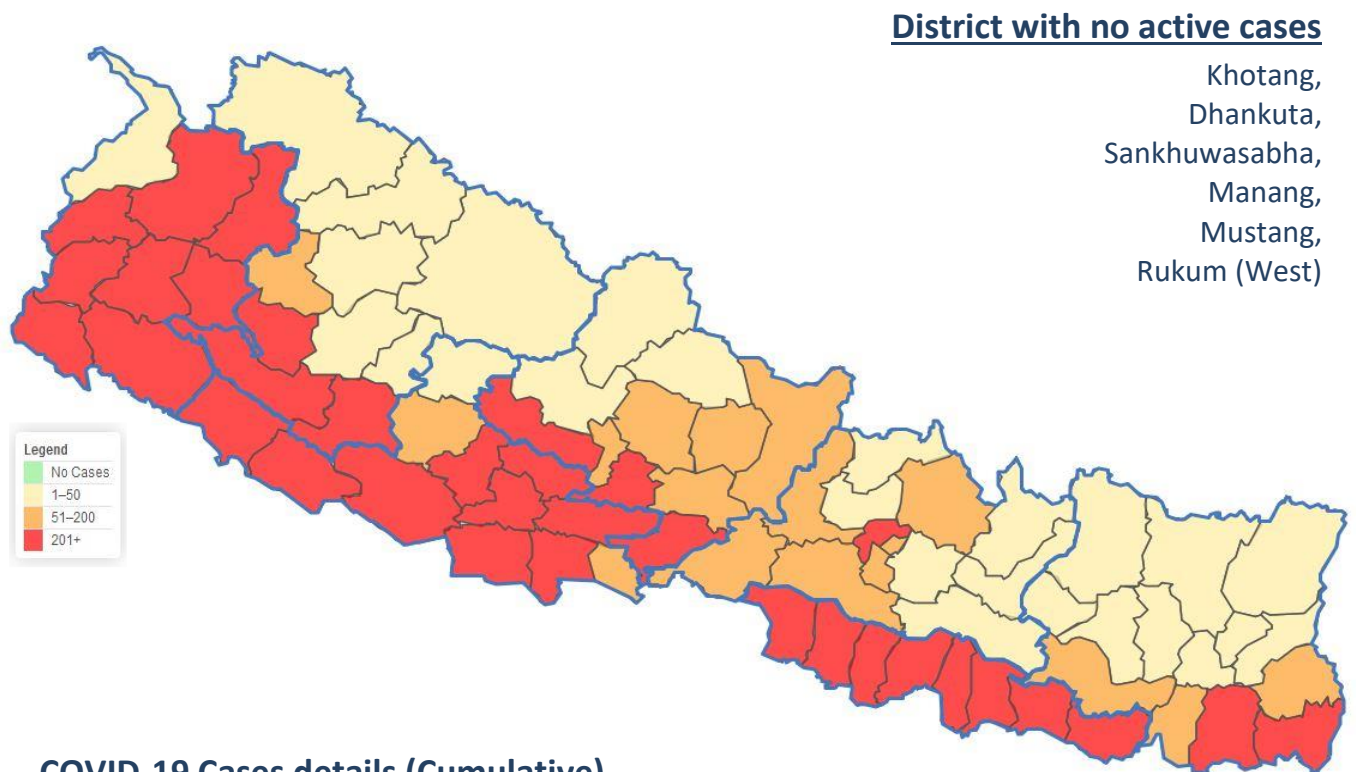 District with no active cases
Khotang,
Dhankuta,
Sankhuwasabha,
Manang,
Mustang,
Rukum (West)
Legend
No Cases
1–50
51–200
201+
COVID-19 Cases details (Cumulative)